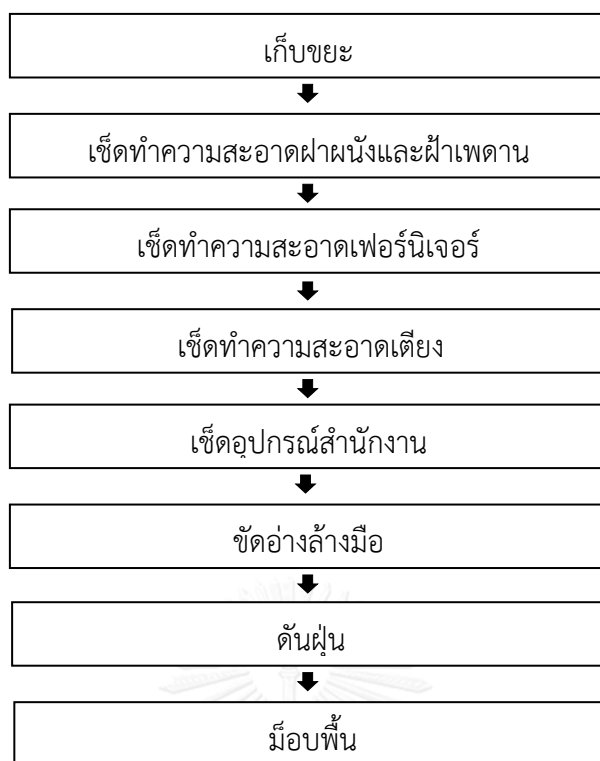 เก็บขยะ
เช็ดทำความสะอาดฝาผนังและฝ้าเพดาน
เช็ดทำความสะอาดเฟอร์นิเจอร์
เช็ดทำความสะอาดเตียง
เช็ดอุปกรณ์สำนักงาน
ขัดอ่างล้างมือ
ดันฝุ่น
ม็อบพื้น